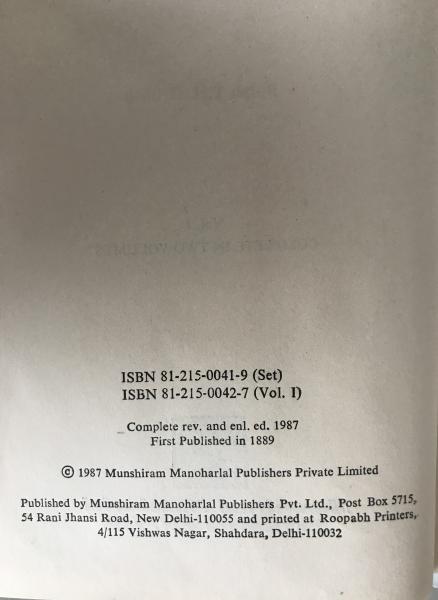 ISBN 81-215-0041-9 (Set)
ISBN 81-215-0042-7 (Vol. I)
Complete rev. and enl. ed. 1987
First Published in 1889
© 1987 Munshiram Manoharlal Publishers Private Limited
Published by Munshiram Manoharlal Publishers Pvt. Ltd., Post Box 5715,
54 Rani Jhansi Road, New Delhi-110055 and printed at Roopabh Printers,
4/115 Vishwas Nagar, Shahdara, Delhi-110032